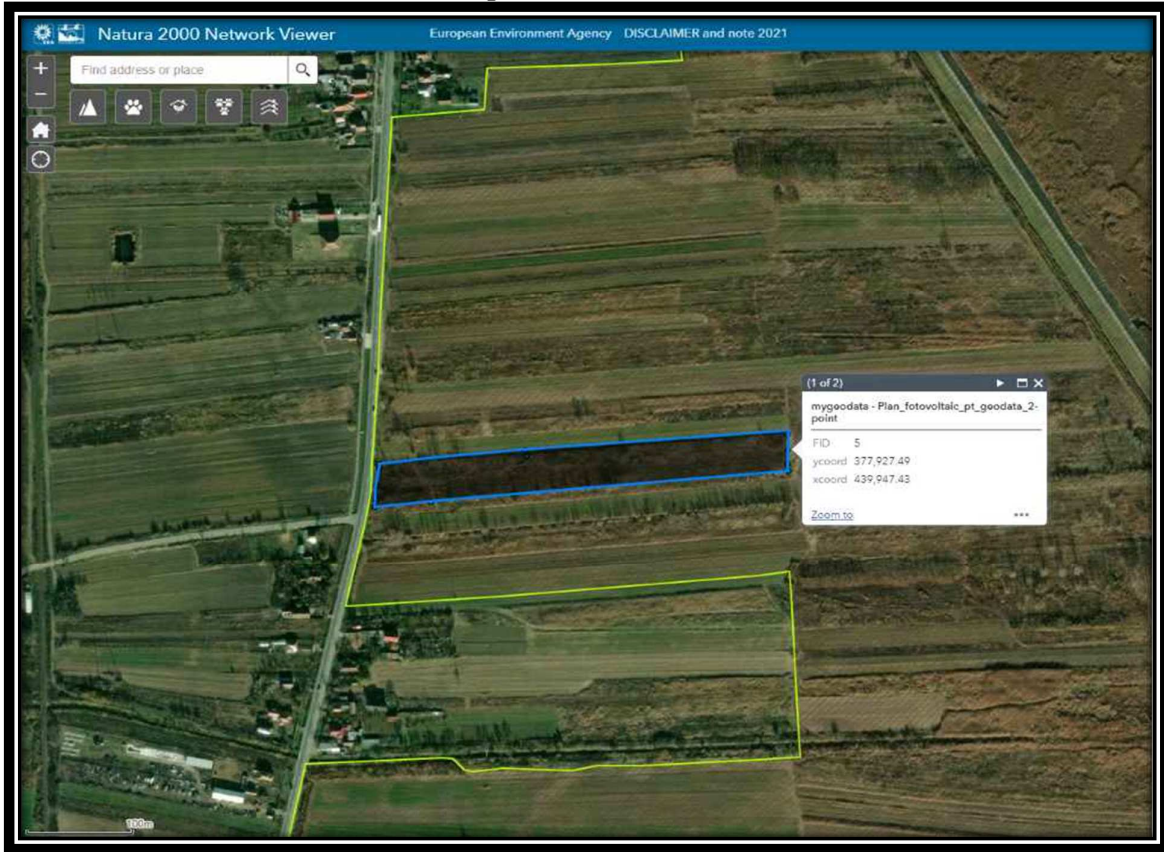 Natura 2000 Network Viewer
European Environment Agency DISCLAIMER and note 2021
Find address or place
(1 of 2)
mygeodata - Plan_fotovoltaic_pt_geodata_2-
point
FID 5
ycoord 377,927.49
xcoord 439,947.43
Zoom to
100m